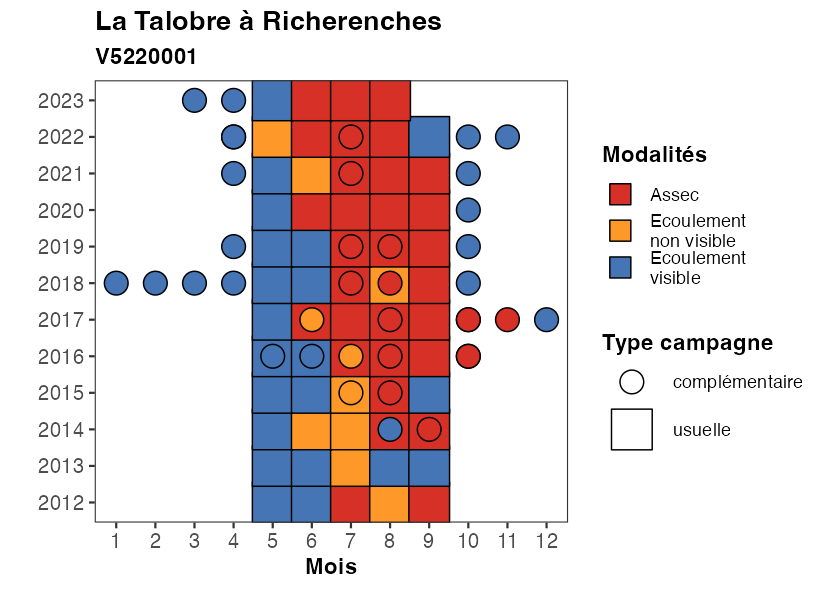 La Talobre à Richerenches
V5220001
2023
2022
2021
2020
2019
2018
2017
2016
2015
2014
2013
2012
1 2 3 4 5 6 7 8 9 10 11 12
Mois
Modalités
Assec
Ecoulement
non visible
Ecoulement
visible
Type campagne
complémentaire
usuelle